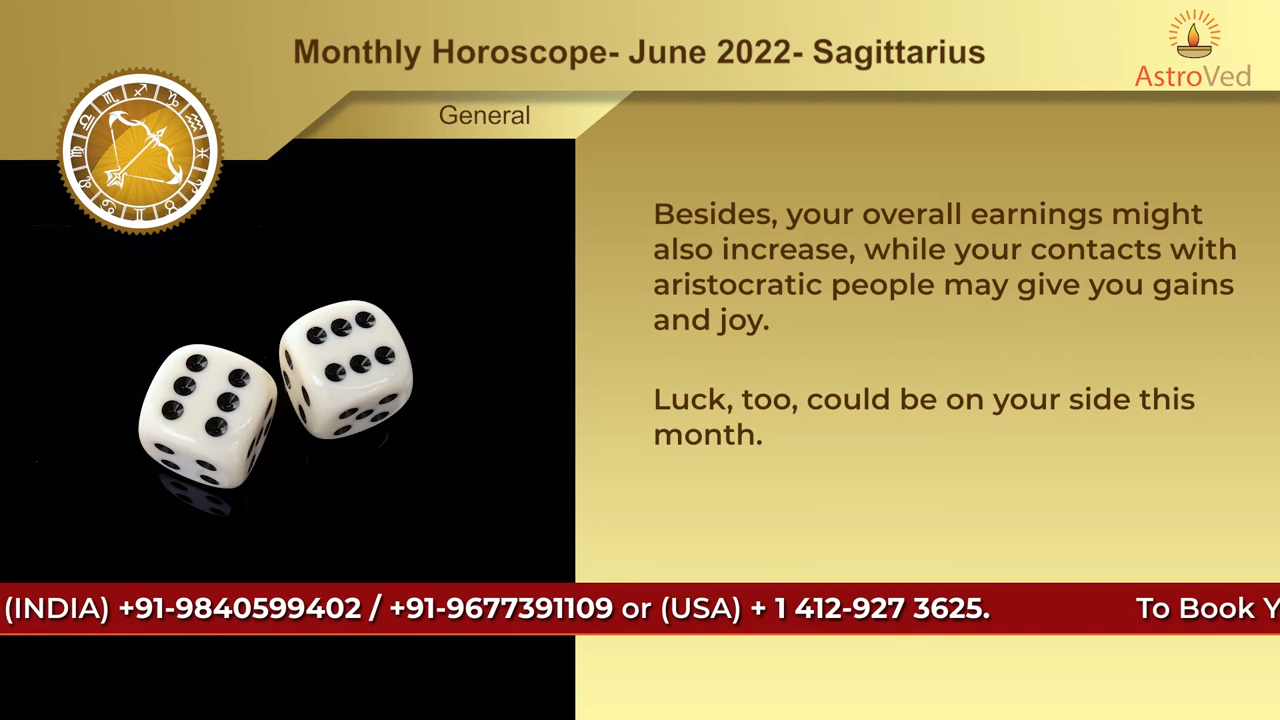 Monthly Horoscope- June 2022- Sagittarius
AstroVed
General
Besides, your overall earnings might
also increase, while your contacts with
aristocratic people may give you gains
and joy.
Luck, too, could be on your side this
month.
(INDIA) +91-9840599402 / +91-9677391109 or (USA) + 1 412-927 3625. To Book Y